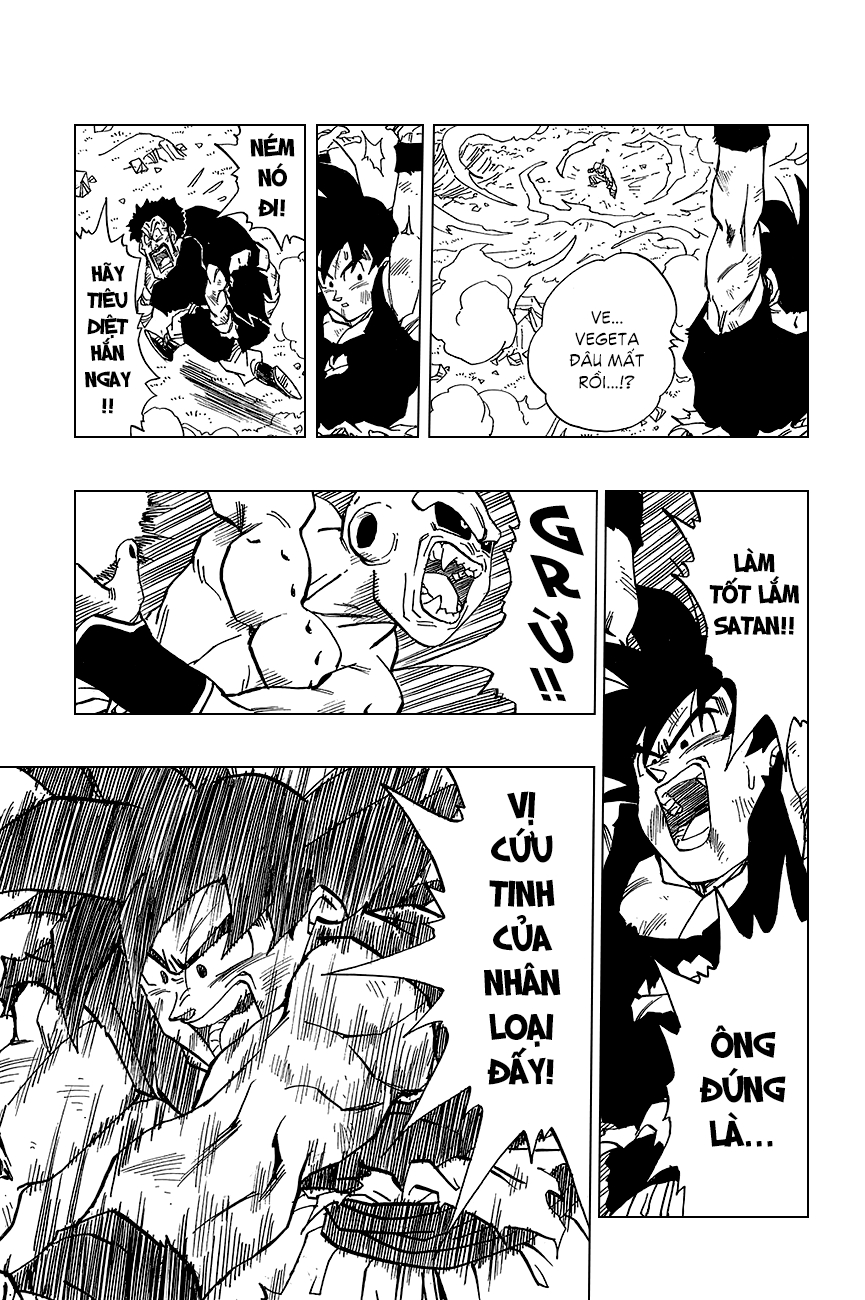 VE...
VEGETA
ĐÂU MẤT
RỒI...!?
NÉM
NÓ
ĐI!
HÃY
TIÊU
DIỆT
HẮN
NGAY
!!
LÀM
TỐT LẮM
SATAN!!
GRỨ!!
ÔNG
ĐÚNG
LÀ...
VỊ
CỨU
TINH
CỦA
NHÂN
LOẠI
ĐẤY!